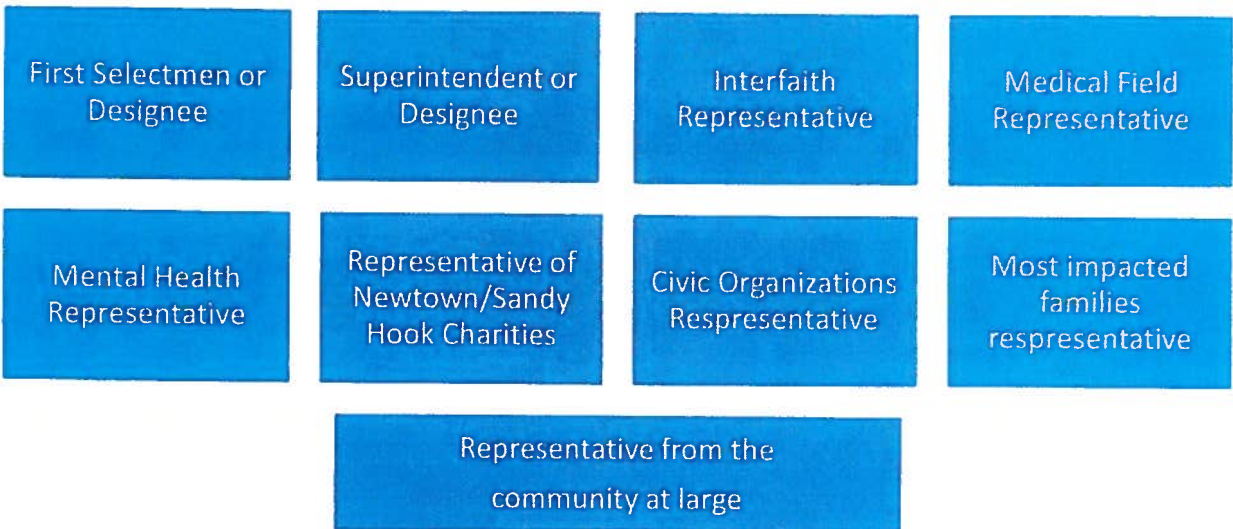 First Selectmen or
Designee
Superintendent or
Designee
Interfaith
Representative
Medical Field
Representative
Mental Health
Representative
Representative of
Newtown/Sandy
Hook Charities
Civic Organizations
Respresentative
Most impacted
families
respresentative
Representative from the
community at large